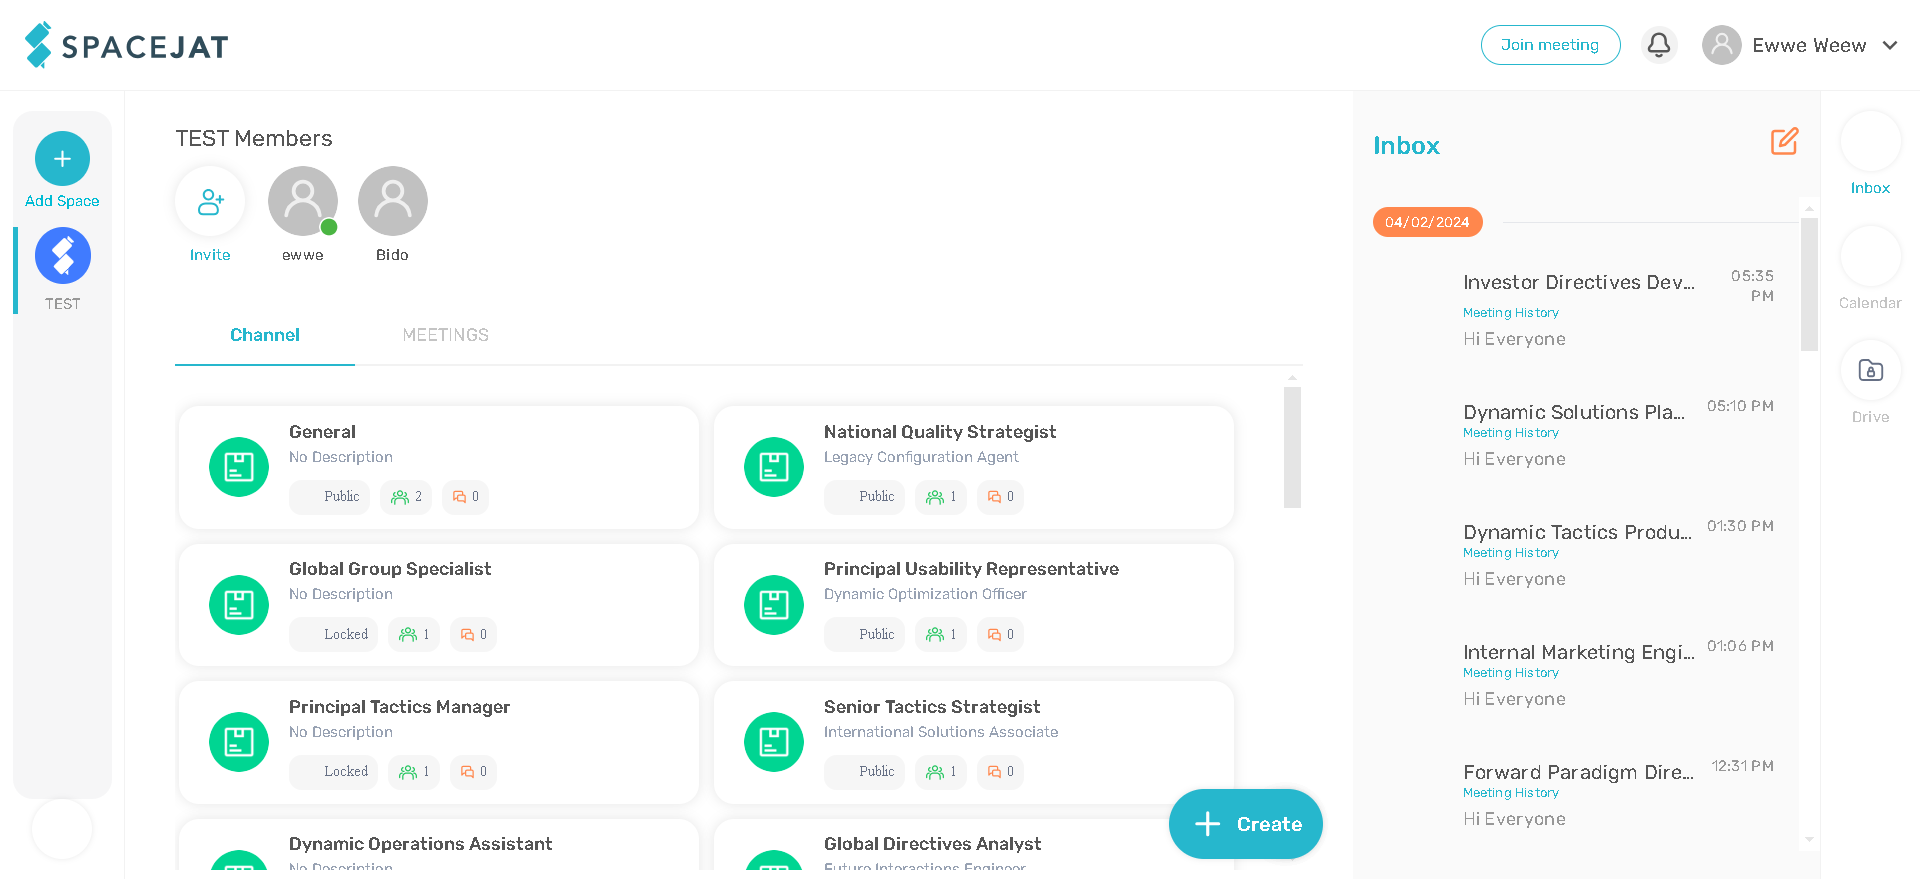 SPACEJAT
Join meeting
Ewwe Weew
Add Space
TEST
TEST Members
Invite
ewwe
Bido
Channel
MEETINGS
General
No Description
Public
2
0
National Quality Strategist
Legacy Configuration Agent
Public
1
0
Global Group Specialist
No Description
Locked
1
0
Principal Usability Representative
Dynamic Optimization Officer
Public
1
0
Principal Tactics Manager
No Description
Locked
1
0
Senior Tactics Strategist
International Solutions Associate
Public
1
0
Dynamic Operations Assistant
No Description
Global Directives Analyst
Future Interactions Engineer
Create
Inbox
04/02/2024
Investor Directives Dev...
05:35
PM
Meeting History
Hi Everyone
Dynamic Solutions Pla...
05:10 PM
Meeting History
Hi Everyone
Dynamic Tactics Produ...
01:30 PM
Meeting History
Hi Everyone
Internal Marketing Engi...
01:06 PM
Meeting History
Hi Everyone
Forward Paradigm Dire...
12:31 PM
Meeting History
Hi Everyone
Inbox
Calendar
Drive